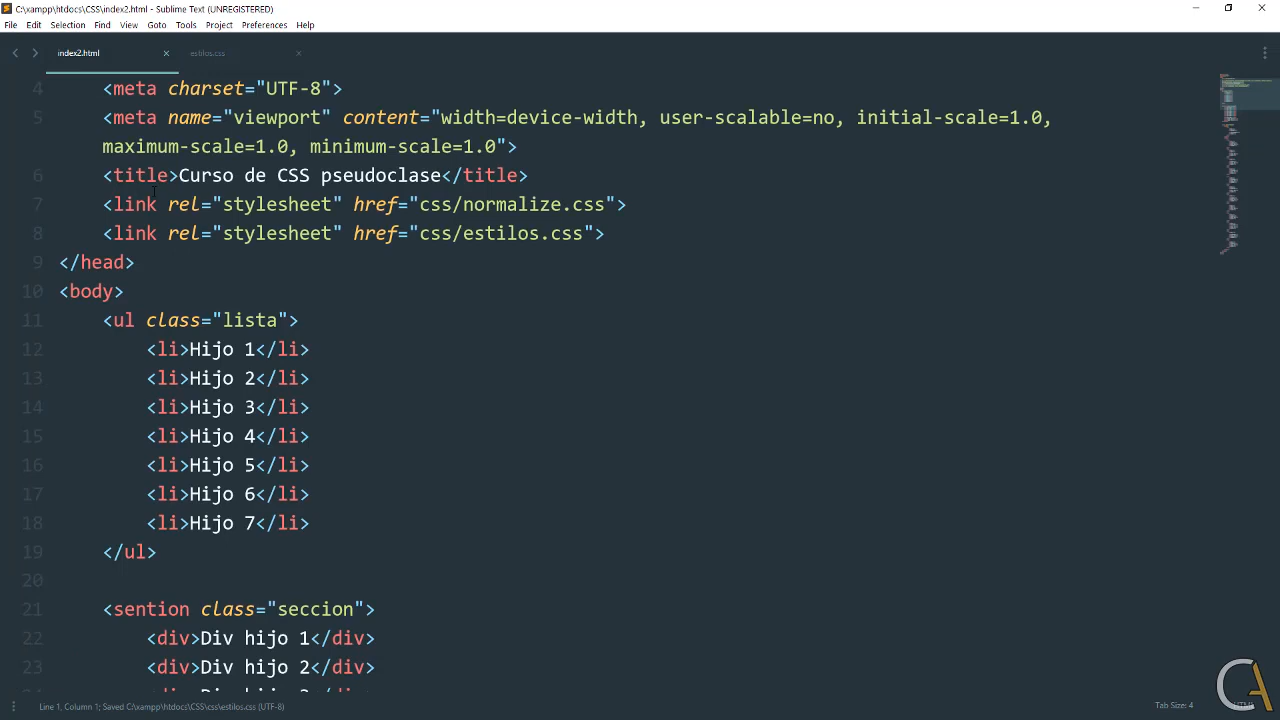 C:\xampp\htdocs\CSS\index2.html - Sublime Text (UNREGISTERED)
File Edit Selection Find View Goto Tools Project Preferences Help
index2.html × estilos.css ×
4 <meta charset="UTF-8">
5 <meta name="viewport" content="width=device-width, user-scalable=no, initial-scale=1.0,
maximum-scale=1.0, minimum-scale=1.0">
6 <title>Curso de CSS pseudoclase</title>
7 <link rel="stylesheet" href="css/normalize.css">
8 <link rel="stylesheet" href="css/estilos.css">
9 </head>
10 <body>
11 <ul class="lista">
12 <li>Hijo 1</li>
13 <li>Hijo 2</li>
14 <li>Hijo 3</li>
15 <li>Hijo 4</li>
16 <li>Hijo 5</li>
17 <li>Hijo 6</li>
18 <li>Hijo 7</li>
19 </ul>
20
21 <sention class="seccion">
22 <div>Div hijo 1</div>
23 <div>Div hijo 2</div>
Line 1, Column 1; Saved C:\xampp\htdocs\CSS\css\estilos.css (UTF-8)
Tab Size: 4
CA